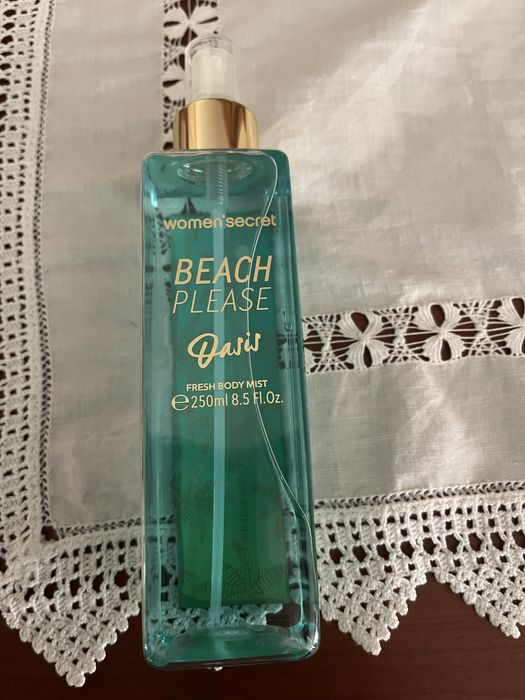 women'secret
BEACH
PLEASE
Oasis
FRESH BODY MIST
℮250ml 8.5 Fl.Oz.